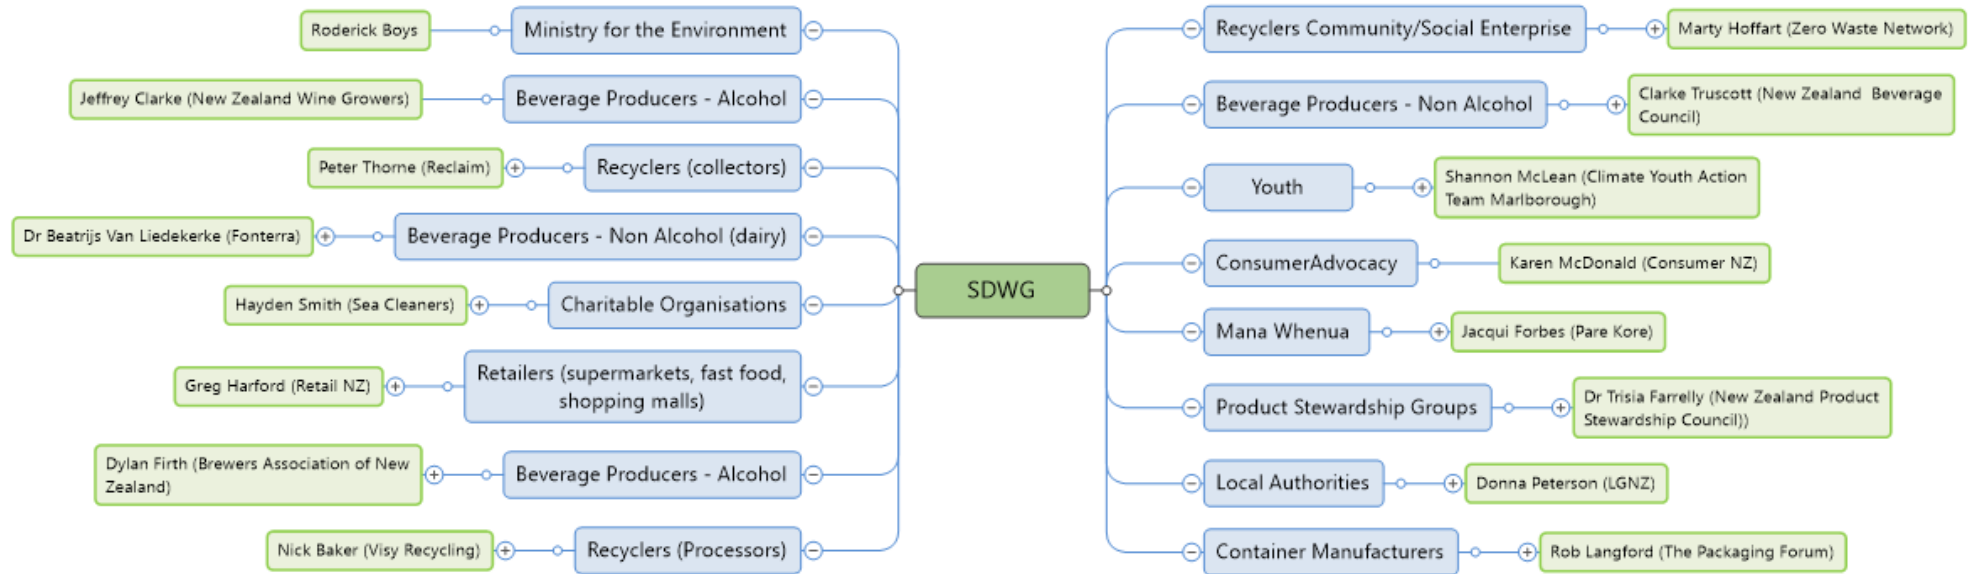 Roderick Boys
Ministry for the Environment
Jeffrey Clarke (New Zealand Wine Growers)
Beverage Producers - Alcohol
Peter Thorne (Reclaim)
Recyclers (collectors)
Dr Beatrijs Van Liedekerke (Fonterra)
Beverage Producers - Non Alcohol (dairy)
Hayden Smith (Sea Cleaners)
Charitable Organisations
Greg Harford (Retail NZ)
Retailers (supermarkets, fast food,
shopping malls)
Dylan Firth (Brewers Association of New
Zealand)
Beverage Producers - Alcohol
Nick Baker (Visy Recycling)
Recyclers (Processors)
SDWG
Recyclers Community/Social Enterprise
Marty Hoffart (Zero Waste Network)
Beverage Producers - Non Alcohol
Clarke Truscott (New Zealand  Beverage
Council)
Youth
Shannon McLean (Climate Youth Action
Team Marlborough)
ConsumerAdvocacy
Karen McDonald (Consumer NZ)
Mana Whenua
Jacqui Forbes (Pare Kore)
Product Stewardship Groups
Dr Trisia Farrelly (New Zealand Product
Stewardship Council))
Local Authorities
Donna Peterson (LGNZ)
Container Manufacturers
Rob Langford (The Packaging Forum)